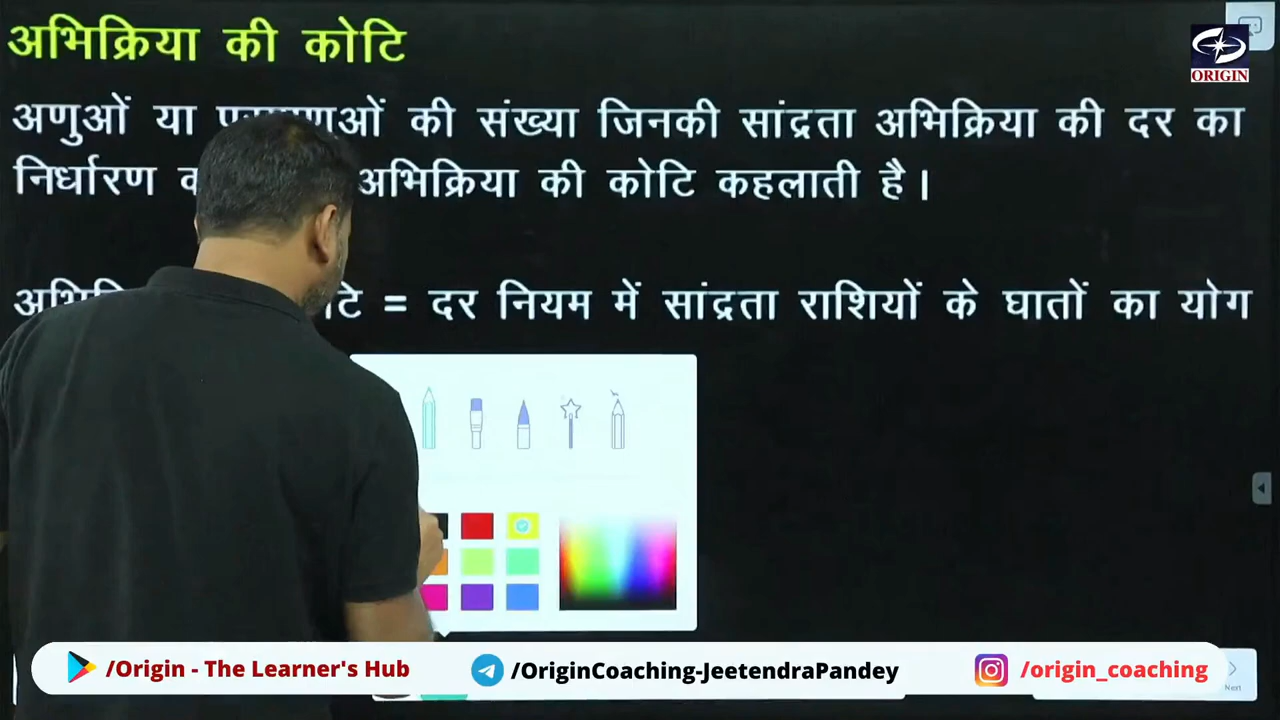 अभिक्रिया की कोटि
ORIGIN
अणुओं या की संख्या जिनकी सांद्रता अभिक्रिया की दर का
निर्धारण अभिक्रिया की कोटि कहलाती है।
= दर नियम में सांद्रता राशियों के घातों का योग
/Origin - The Learner's Hub
/OriginCoaching-JeetendraPandey
/origin_coaching
Next